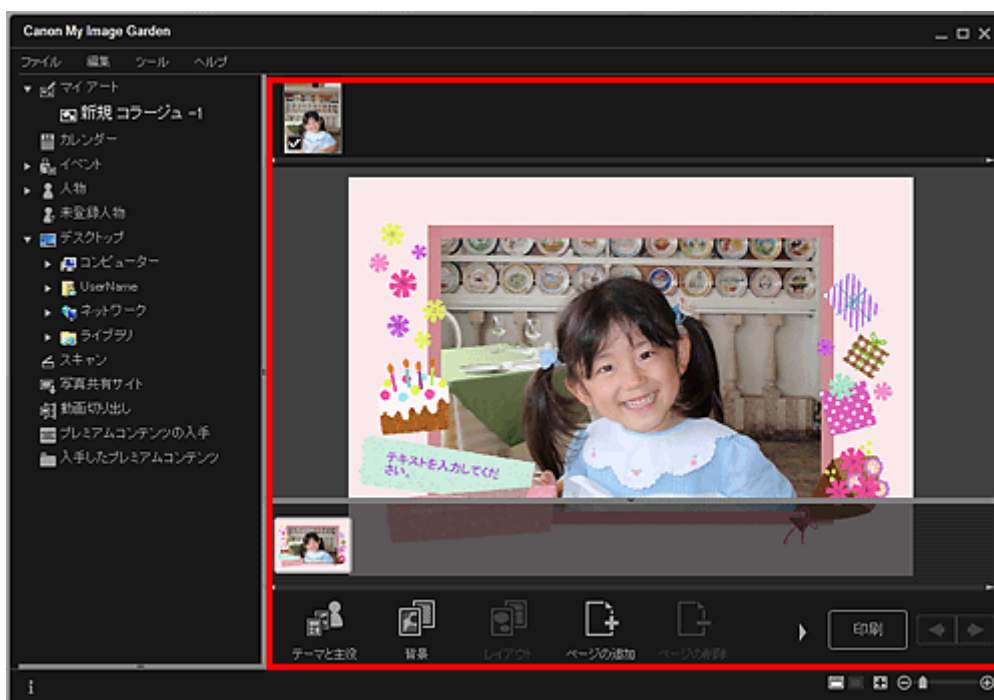 Canon My Image Garden
ファイル 編集 ツール ヘルプ
マイアート
新規 コラージュ -1
カレンダー
イベント
人物
未登録人物
デスクトップ
コンピューター
UserName
ネットワーク
ライブラリ
スキャン
写真共有サイト
動画切り出し
プレミアムコンテンツの入手
入手したプレミアムコンテンツ
テキストを入力してくだ
さい。
テーマと主役 背景 レイアウト ページの追加 ページの削除 印刷